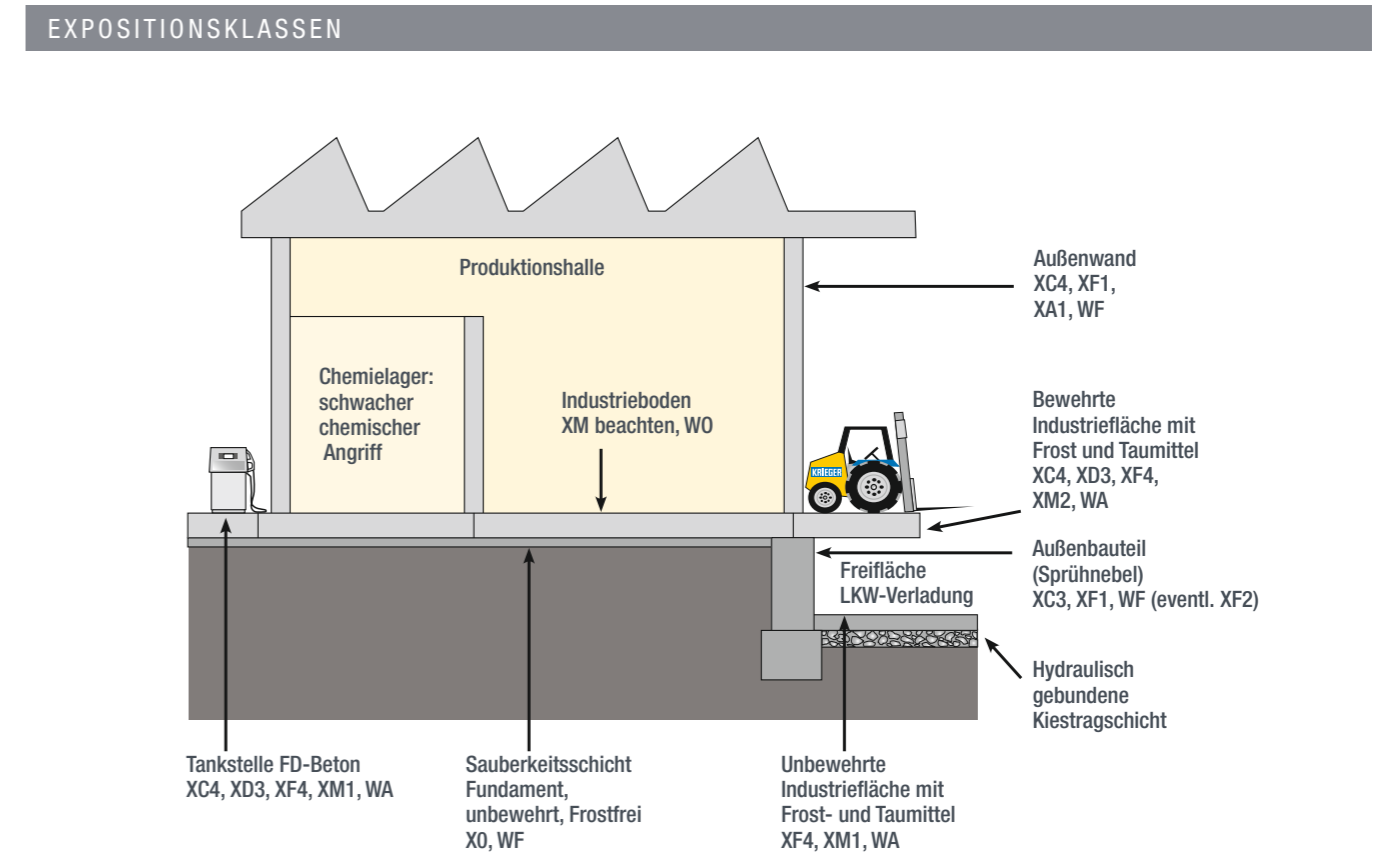 EXPOSITIONSKLASSEN
Produktionshalle
Außenwand
XC4, XF1,
XA1, WF
Chemielager:
schwacher
chemischer
Angriff
Industrieboden
XM beachten, WO
Bewehrte
Industriefläche mit
Frost und Taumittel
XC4, XD3, XF4,
XM2, WA
KRIEGER
Außenbauteil
(Sprühnebel)
XC3, XF1, WF (eventl. XF2)
Freifläche
LKW-Verladung
Hydraulisch
gebundene
Kiestragschicht
Tankstelle FD-Beton
XC4, XD3, XF4, XM1, WA
Sauberkeitsschicht
Fundament,
unbewehrt, Frostfrei
X0, WF
Unbewehrte
Industriefläche mit
Frost- und Taumittel
XF4, XM1, WA